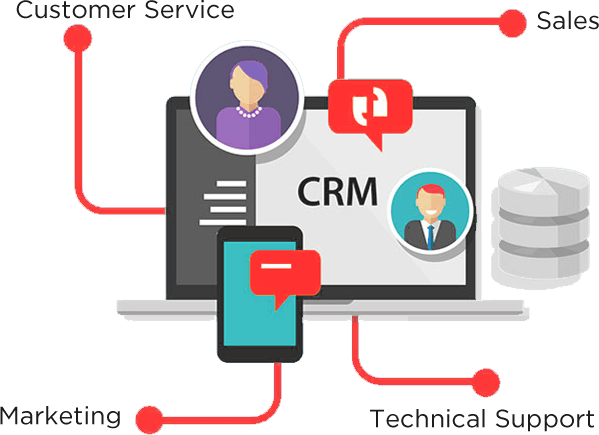 Customer Service
Sales
CRM
Marketing
Technical Support